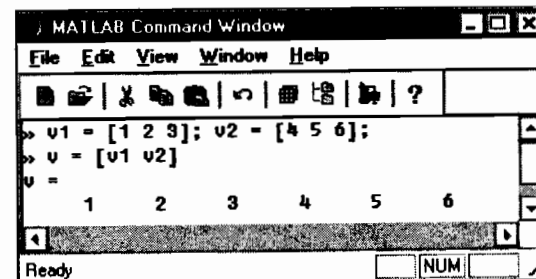 MATLAB Command Window
File Edit View Window Help
?
» v1 = [1 2 3]; v2 = [4 5 6];
» v = [v1 v2]
v =
1 2 3 4 5 6
Ready NUM